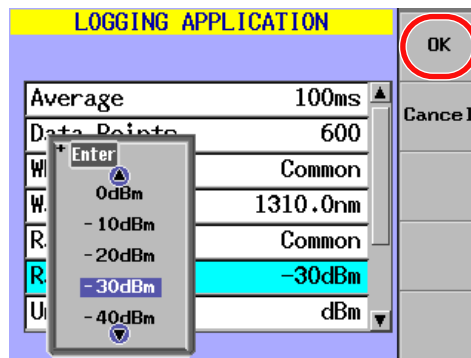 LOGGING APPLICATION
OK
Cancel
Average 100ms
Data Points 600
Common
W. 1310.0nm
R. Common
R. -30dBm
dBm
+ Enter
0dBm
-10dBm
-20dBm
-30dBm
-40dBm